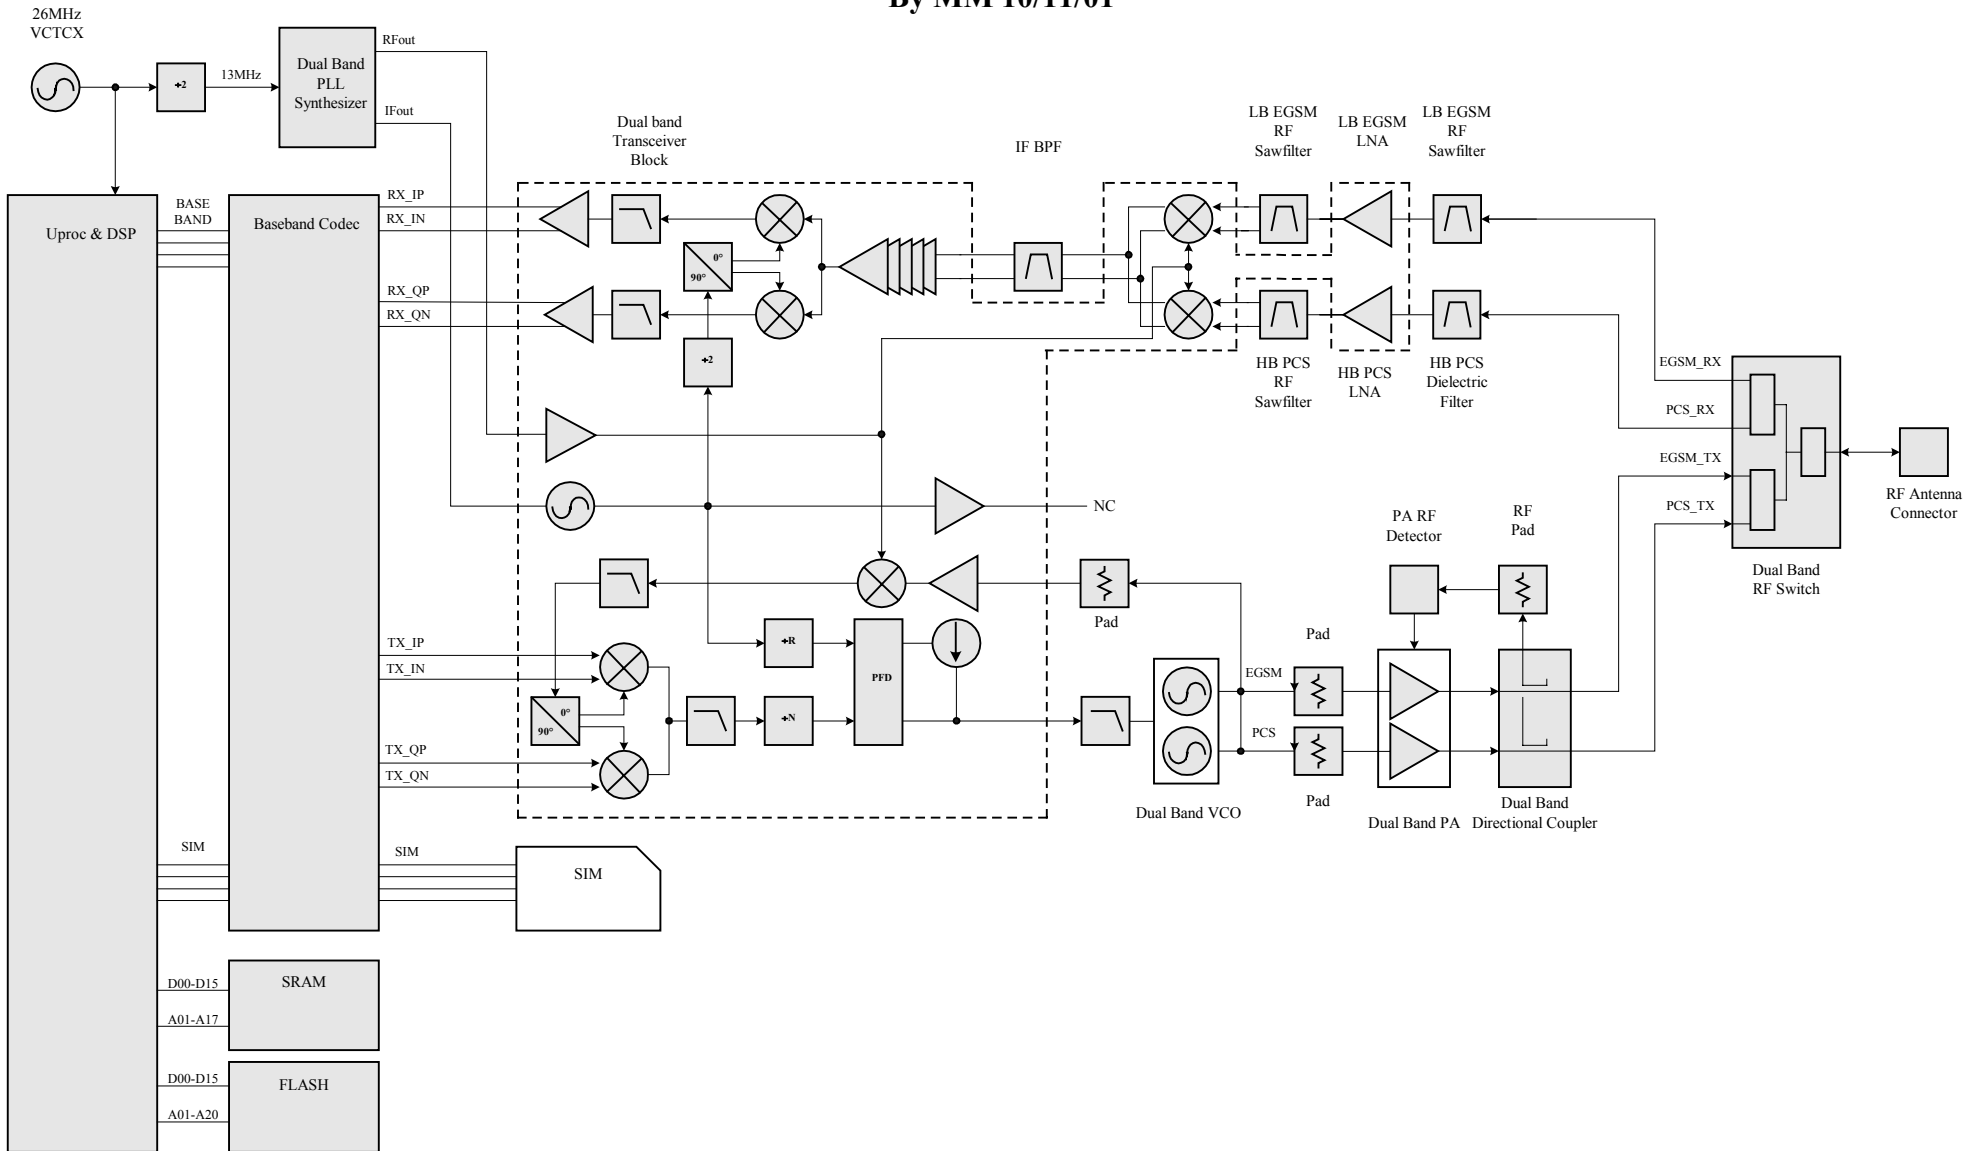 By MM 10/11/01
26MHz
VCTCX
RFout
÷2
13MHz
Dual Band
PLL
Synthesizer
IFout
Dual band
Transceiver
Block
IF BPF
LB EGSM
RF
Sawfilter
LB EGSM
LNA
LB EGSM
RF
Sawfilter
Uproc & DSP
BASE
BAND
Baseband Codec
RX_IP
RX_IN
0°
90°
RX_QP
RX_QN
÷2
HB PCS
RF
Sawfilter
HB PCS
LNA
HB PCS
Dielectric
Filter
EGSM_RX
PCS_RX
EGSM_TX
PCS_TX
RF Antenna
Connector
Dual Band
RF Switch
NC
PA RF
Detector
RF
Pad
Pad
TX_IP
TX_IN
÷R
PFD
÷N
0°
90°
TX_QP
TX_QN
EGSM
PCS
Pad
Pad
Dual Band VCO
Dual Band PA
Dual Band
Directional Coupler
SIM
SIM
SIM
D00-D15
SRAM
A01-A17
D00-D15
FLASH
A01-A20